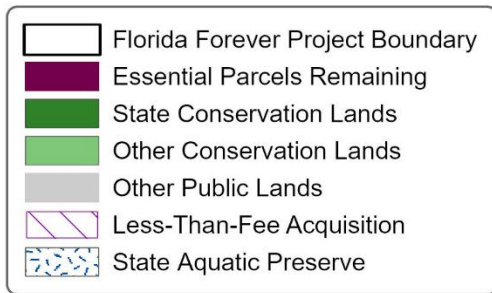 Florida Forever Project Boundary
Essential Parcels Remaining
State Conservation Lands
Other Conservation Lands
Other Public Lands
Less-Than-Fee Acquisition
State Aquatic Preserve